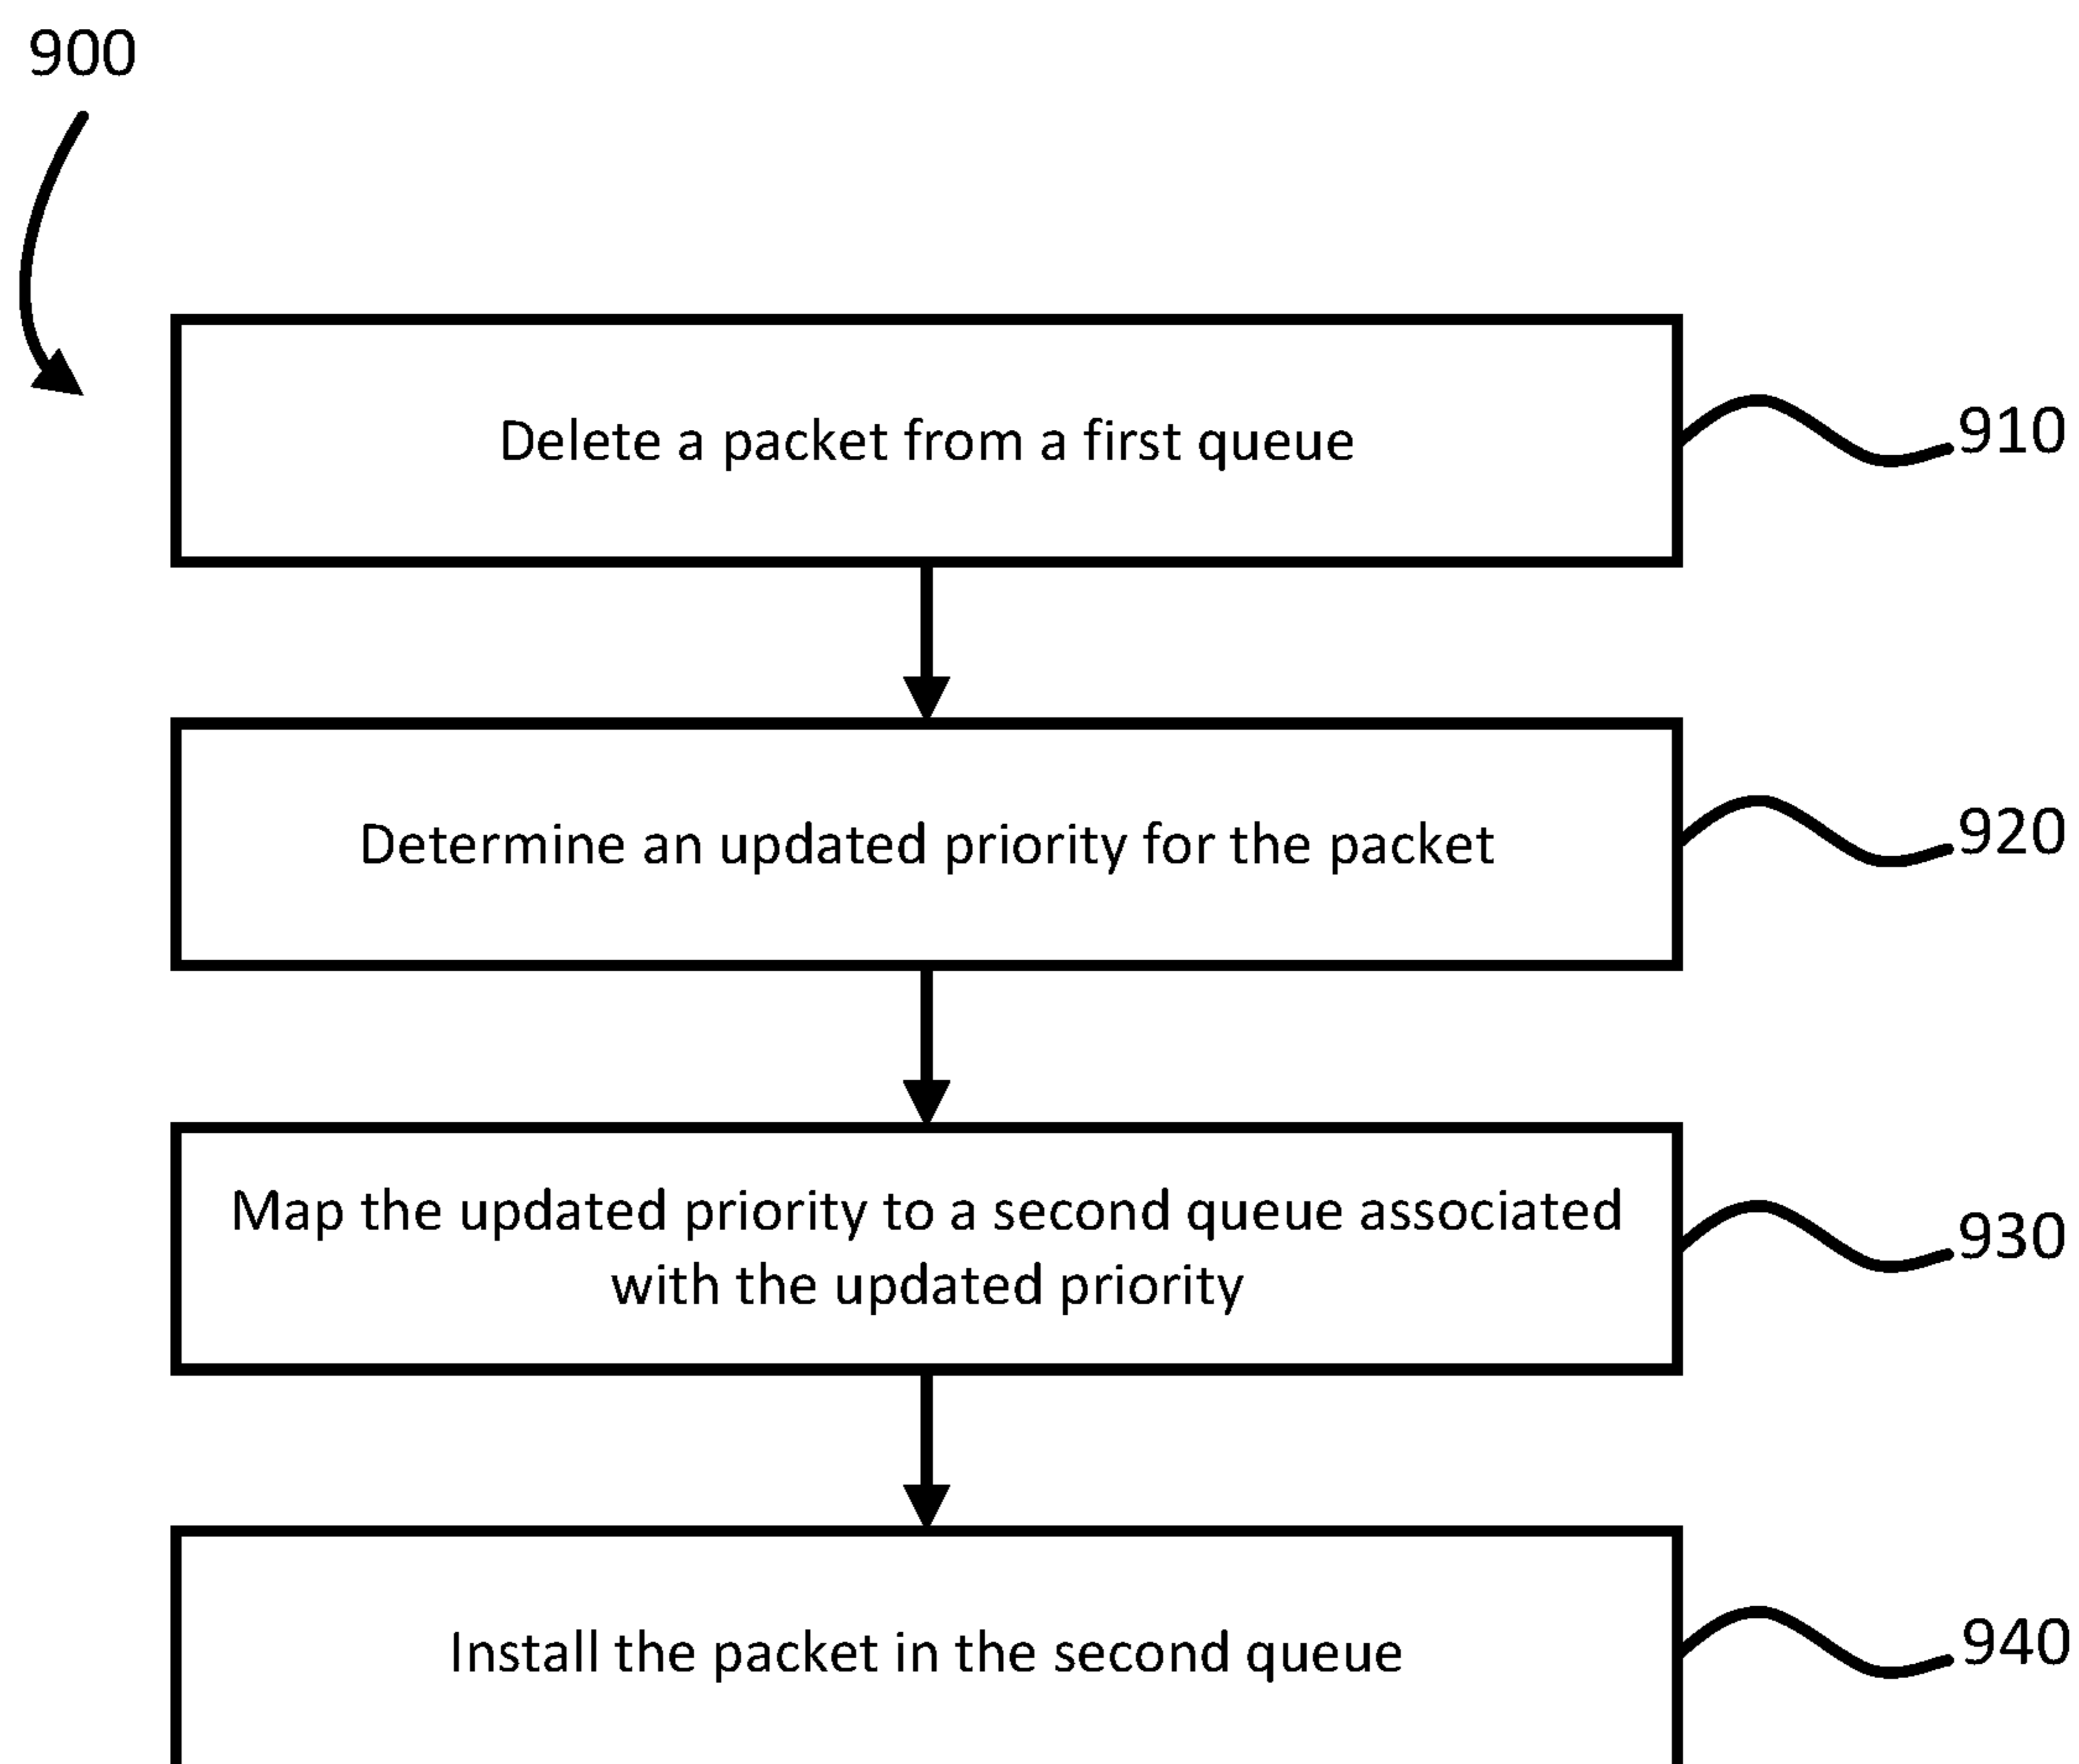 900
Delete a packet from a first queue
910
Determine an updated priority for the packet
920
Map the updated priority to a second queue associated
with the updated priority
930
Install the packet in the second queue
940